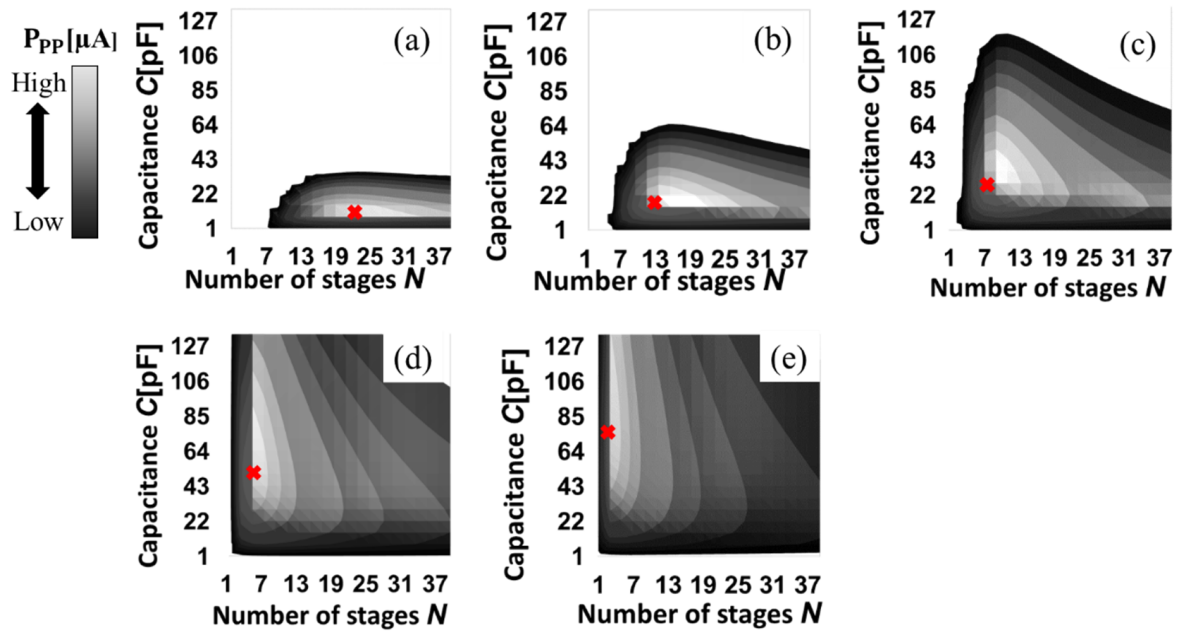 P_PP [µA]
High
Low
(a)
Capacitance C[pF]
127
106
85
64
43
22
1
1 7 13 19 25 31 37
Number of stages N
(b)
Capacitance C[pF]
127
106
85
64
43
22
1
1 7 13 19 25 31 37
Number of stages N
(c)
Capacitance C[pF]
127
106
85
64
43
22
1
1 7 13 19 25 31 37
Number of stages N
(d)
Capacitance C[pF]
127
106
85
64
43
22
1
1 7 13 19 25 31 37
Number of stages N
(e)
Capacitance C[pF]
127
106
85
64
43
22
1
1 7 13 19 25 31 37
Number of stages N